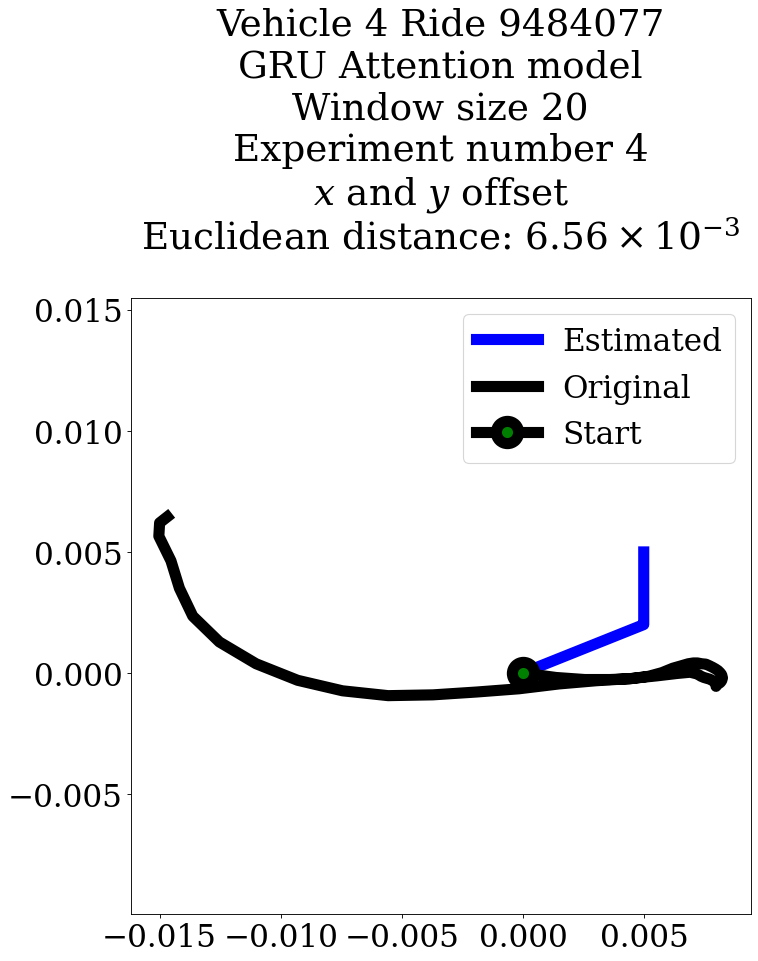 Vehicle 4 Ride 9484077
GRU Attention model
Window size 20
Experiment number 4
x and y offset
Euclidean distance: 6.56 × 10⁻³
0.015
0.010
0.005
0.000
−0.005
Estimated
Original
Start
−0.015 −0.010 −0.005 0.000 0.005